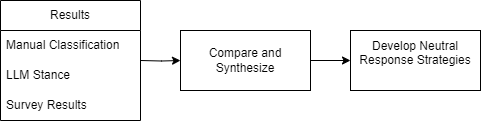 Results
Manual Classification
LLM Stance
Survey Results
Compare and
Synthesize
Develop Neutral
Response Strategies